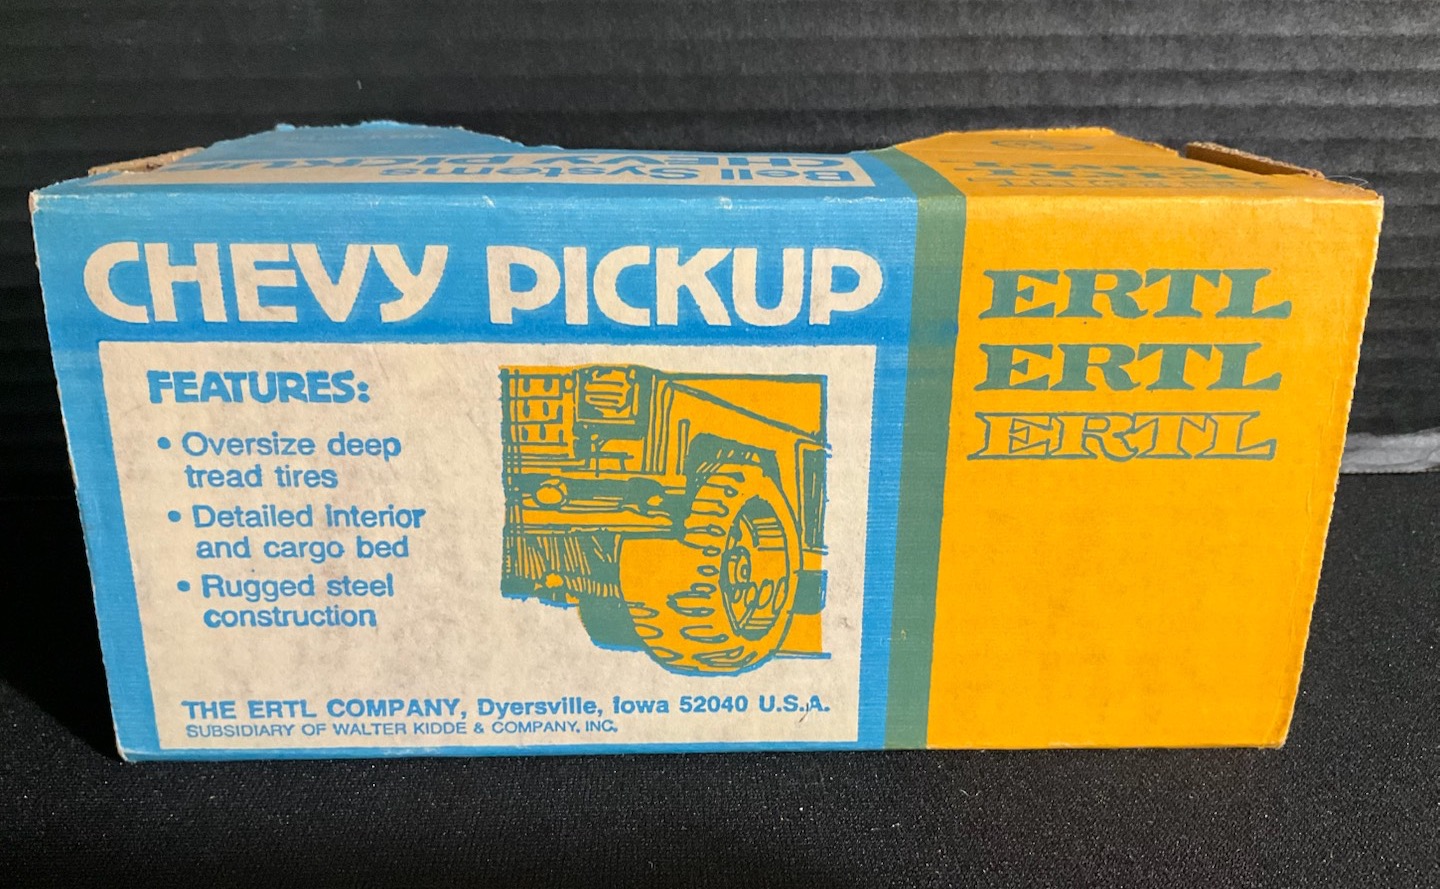 Bell Systems
CHEVY PICKUP
CHEVY PICKUP
FEATURES:
• Oversize deep
tread tires
• Detailed interior
and cargo bed
• Rugged steel
construction
THE ERTL COMPANY, Dyersville, Iowa 52040 U.S.A.
SUBSIDIARY OF WALTER KIDDE & COMPANY, INC.
ERTL
ERTL
ERTL